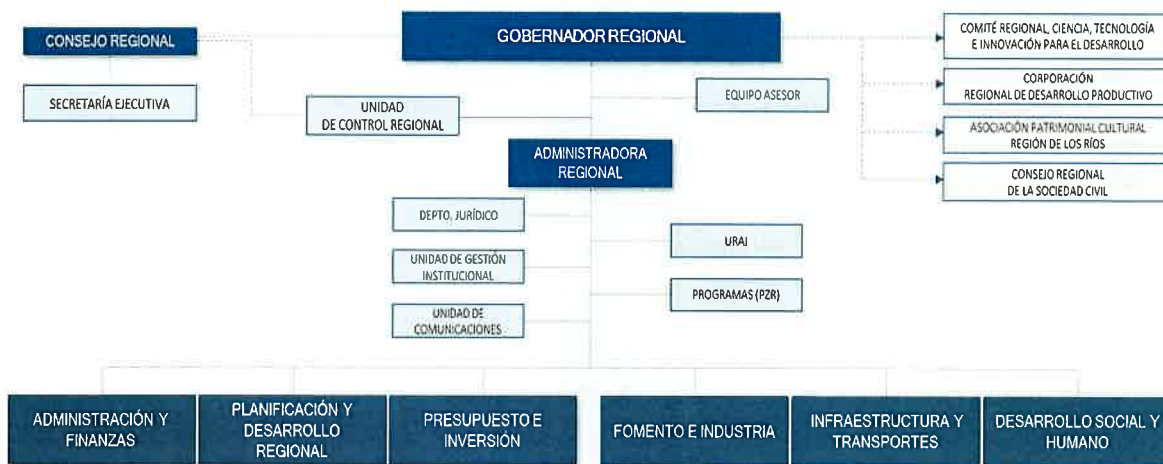 CONSEJO REGIONAL
GOBERNADOR REGIONAL
COMITÉ REGIONAL, CIENCIA, TECNOLOGÍA
E INNOVACIÓN PARA EL DESARROLLO
SECRETARÍA EJECUTIVA
UNIDAD
DE CONTROL REGIONAL
EQUIPO ASESOR
CORPORACIÓN
REGIONAL DE DESARROLLO PRODUCTIVO
ASOCIACIÓN PATRIMONIAL CULTURAL
REGIÓN DE LOS RÍOS
CONSEJO REGIONAL
DE LA SOCIEDAD CIVIL
ADMINISTRADORA
REGIONAL
DEPTO. JURÍDICO
URAI
UNIDAD DE GESTIÓN
INSTITUCIONAL
PROGRAMAS (PZR)
UNIDAD DE
COMUNICACIONES
ADMINISTRACIÓN Y
FINANZAS
PLANIFICACIÓN Y
DESARROLLO
REGIONAL
PRESUPUESTO E
INVERSIÓN
FOMENTO E INDUSTRIA
INFRAESTRUCTURA Y
TRANSPORTES
DESARROLLO SOCIAL Y
HUMANO